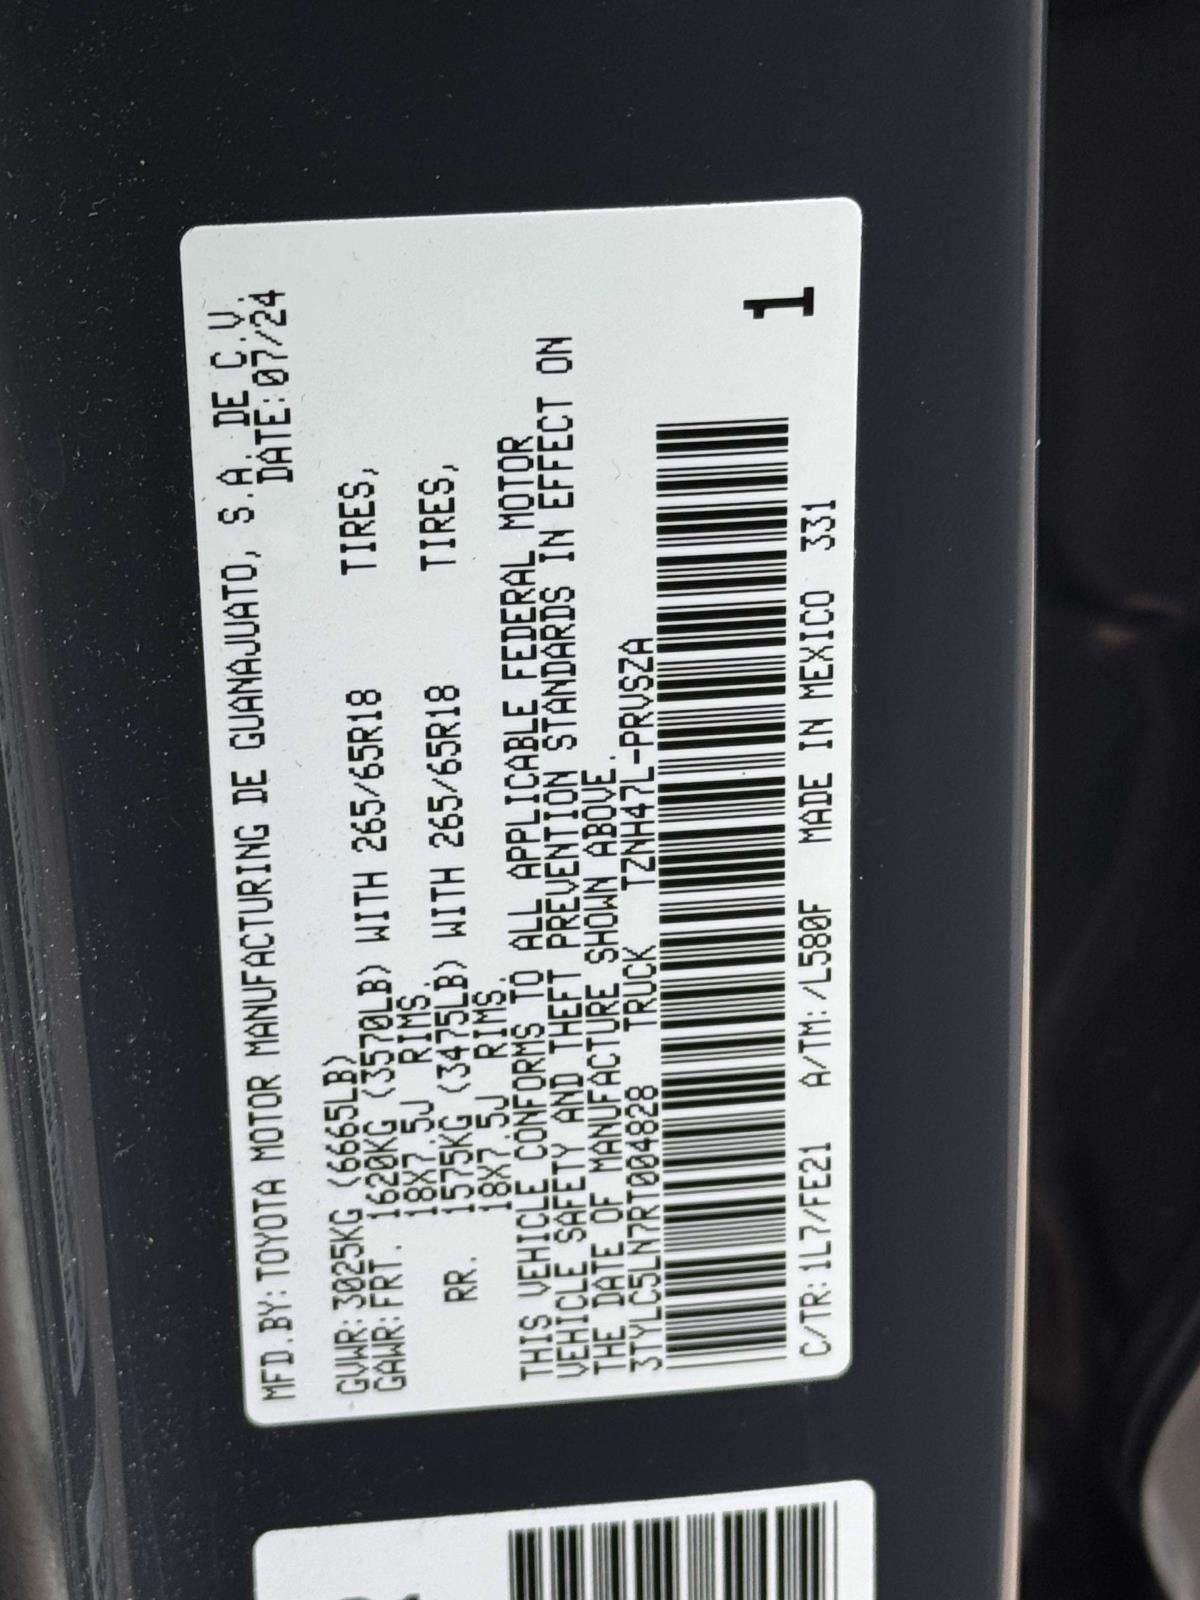 MFD.BY:TOYOTA MOTOR MANUFACTURING DE GUANAJUATO, S.A. DE C.V.
DATE:07/24
GVWR:3025KG (6665LB)
GAWR:FRT. 1620KG (3570LB) WITH 265/65R18 TIRES,
18X7.5J RIMS.
RR. 1575KG (3475LB) WITH 265/65R18 TIRES,
18X7.5J RIMS.
THIS VEHICLE CONFORMS TO ALL APPLICABLE FEDERAL MOTOR
VEHICLE SAFETY AND THEFT PREVENTION STANDARDS IN EFFECT ON
THE DATE OF MANUFACTURE SHOWN ABOVE.
3TYLC5LN7RT004828 TRUCK TZNH47L-PRVSZA
1
C/TR:1L7/FE21 A/TM:/L580F MADE IN MEXICO 331